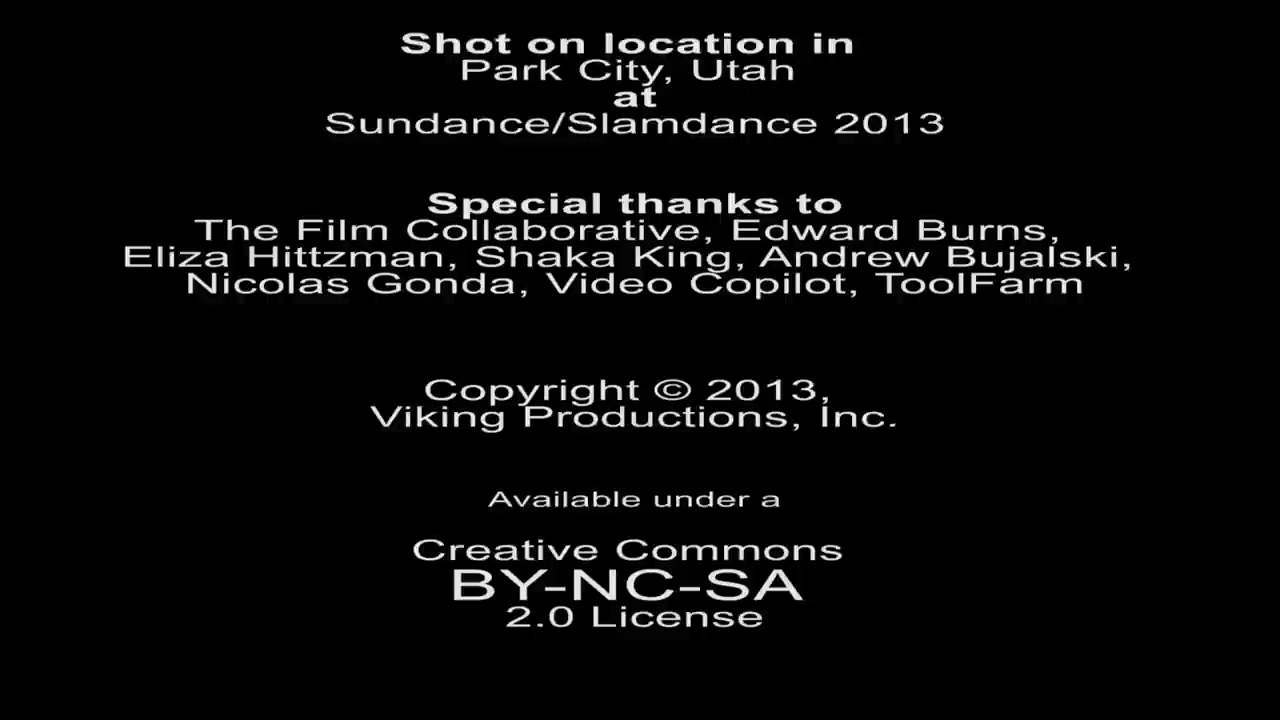 Shot on location in
Park City, Utah
at
Sundance/Slamdance 2013
Special thanks to
The Film Collaborative, Edward Burns,
Eliza Hittzman, Shaka King, Andrew Bujalski,
Nicolas Gonda, Video Copilot, ToolFarm
Copyright © 2013,
Viking Productions, Inc.
Available under a
Creative Commons
BY-NC-SA
2.0 License